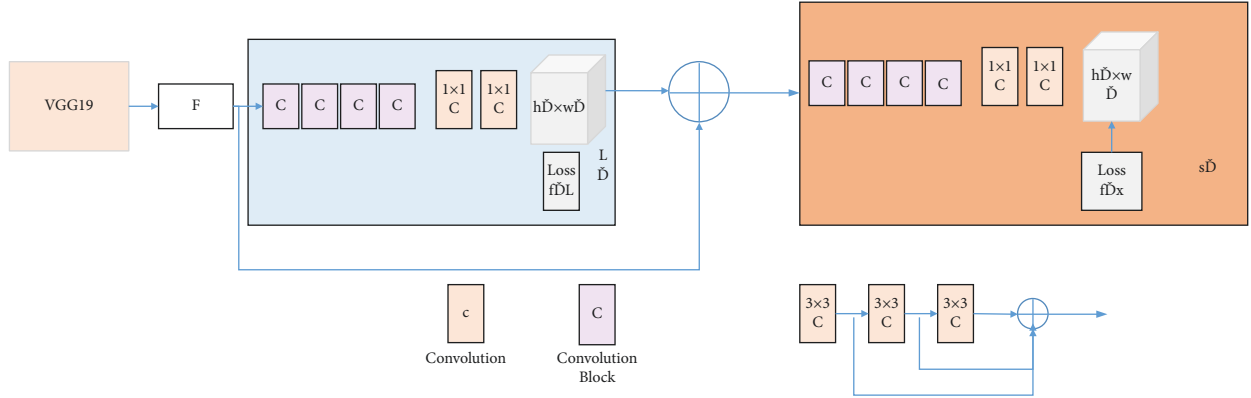 VGG19
F
C
C
C
C
1×1
C
1×1
C
hĎ×wĎ
Loss
fĎL
L
Ď
C
C
C
C
1×1
C
1×1
C
hĎ×w
Ď
Loss
fĎx
sĎ
c
Convolution
C
Convolution
Block
3×3
C
3×3
C
3×3
C